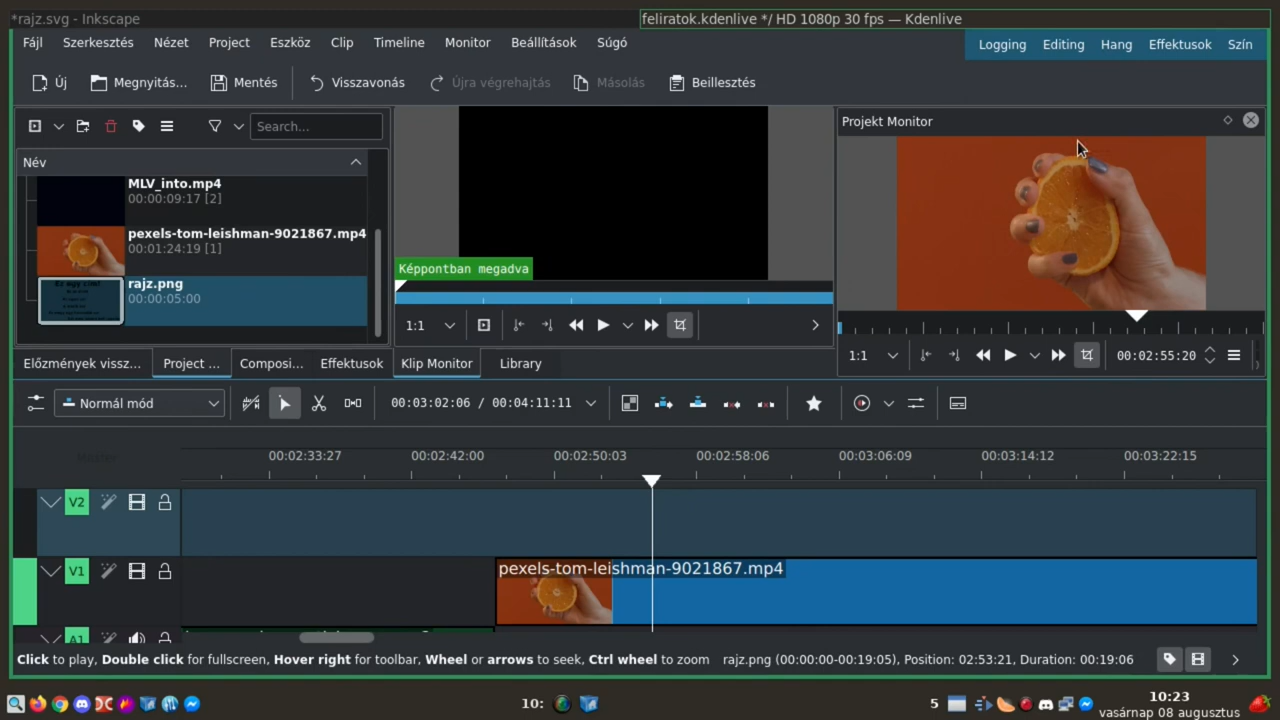 *rajz.svg - Inkscape
feliratok.kdenlive */ HD 1080p 30 fps — Kdenlive
Fájl Szerkesztés Nézet Project Eszköz Clip Timeline Monitor Beállítások Súgó
Logging Editing Hang Effektusok Szín
Új Megnyitás... Mentés Visszavonás Újra végrehajtás Másolás Beillesztés
Search...
Projekt Monitor
Név
MLV_into.mp4
00:00:09:17 [2]
pexels-tom-leishman-9021867.mp4
00:01:24:19 [1]
rajz.png
00:00:05:00
Képpontban megadva
1:1
1:1 00:02:55:20
Előzmények vissz... Project ... Composi... Effektusok Klip Monitor Library
Normál mód 00:03:02:06 / 00:04:11:11
00:02:33:27 00:02:42:00 00:02:50:03 00:02:58:06 00:03:06:09 00:03:14:12 00:03:22:15
V2
V1 pexels-tom-leishman-9021867.mp4
A1
Click to play, Double click for fullscreen, Hover right for toolbar, Wheel or arrows to seek, Ctrl wheel to zoom rajz.png (00:00:00-00:19:05), Position: 02:53:21, Duration: 00:19:06
10: 5 10:23
vasárnap 08 augusztus